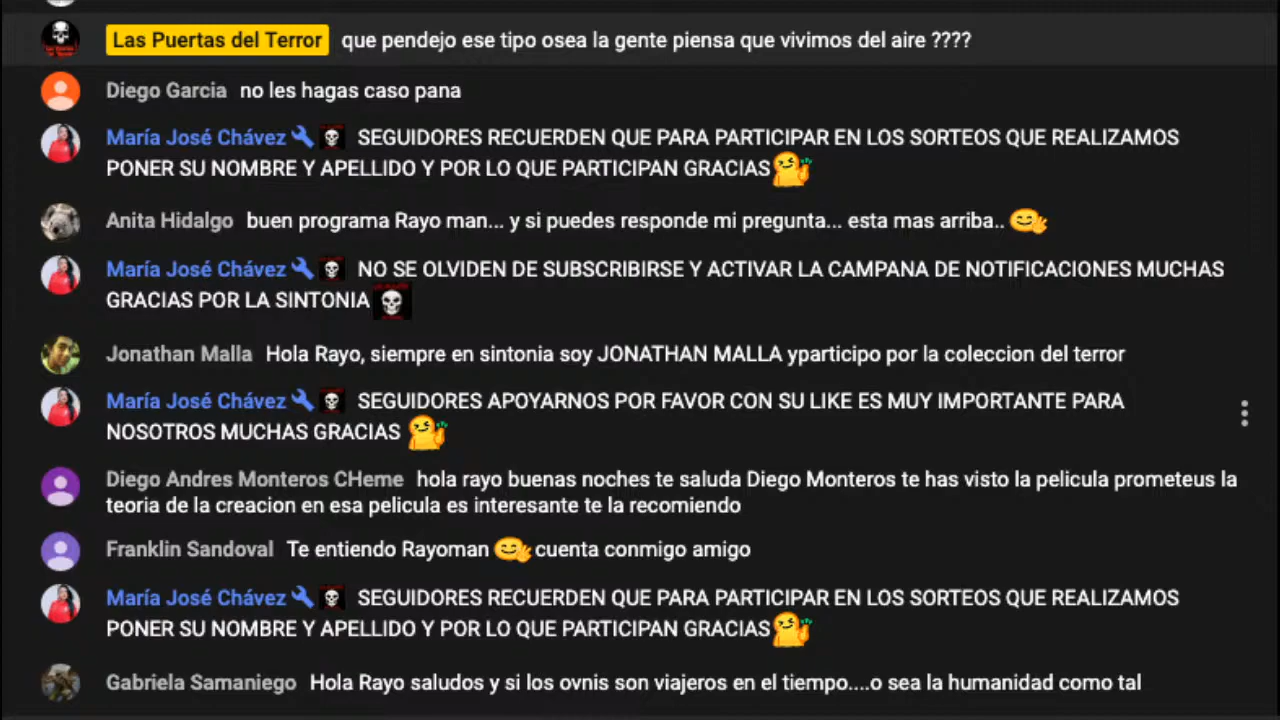 Las Puertas del Terror que pendejo ese tipo osea la gente piensa que vivimos del aire ????
Diego Garcia no les hagas caso pana
María José Chávez SEGUIDORES RECUERDEN QUE PARA PARTICIPAR EN LOS SORTEOS QUE REALIZAMOS
PONER SU NOMBRE Y APELLIDO Y POR LO QUE PARTICIPAN GRACIAS
Anita Hidalgo buen programa Rayo man... y si puedes responde mi pregunta... esta mas arriba..
María José Chávez NO SE OLVIDEN DE SUBSCRIBIRSE Y ACTIVAR LA CAMPANA DE NOTIFICACIONES MUCHAS
GRACIAS POR LA SINTONIA
Jonathan Malla Hola Rayo, siempre en sintonia soy JONATHAN MALLA yparticipo por la coleccion del terror
María José Chávez SEGUIDORES APOYARNOS POR FAVOR CON SU LIKE ES MUY IMPORTANTE PARA
NOSOTROS MUCHAS GRACIAS
Diego Andres Monteros CHeme hola rayo buenas noches te saluda Diego Monteros te has visto la pelicula prometeus la
teoria de la creacion en esa pelicula es interesante te la recomiendo
Franklin Sandoval Te entiendo Rayoman cuenta conmigo amigo
María José Chávez SEGUIDORES RECUERDEN QUE PARA PARTICIPAR EN LOS SORTEOS QUE REALIZAMOS
PONER SU NOMBRE Y APELLIDO Y POR LO QUE PARTICIPAN GRACIAS
Gabriela Samaniego Hola Rayo saludos y si los ovnis son viajeros en el tiempo....o sea la humanidad como tal